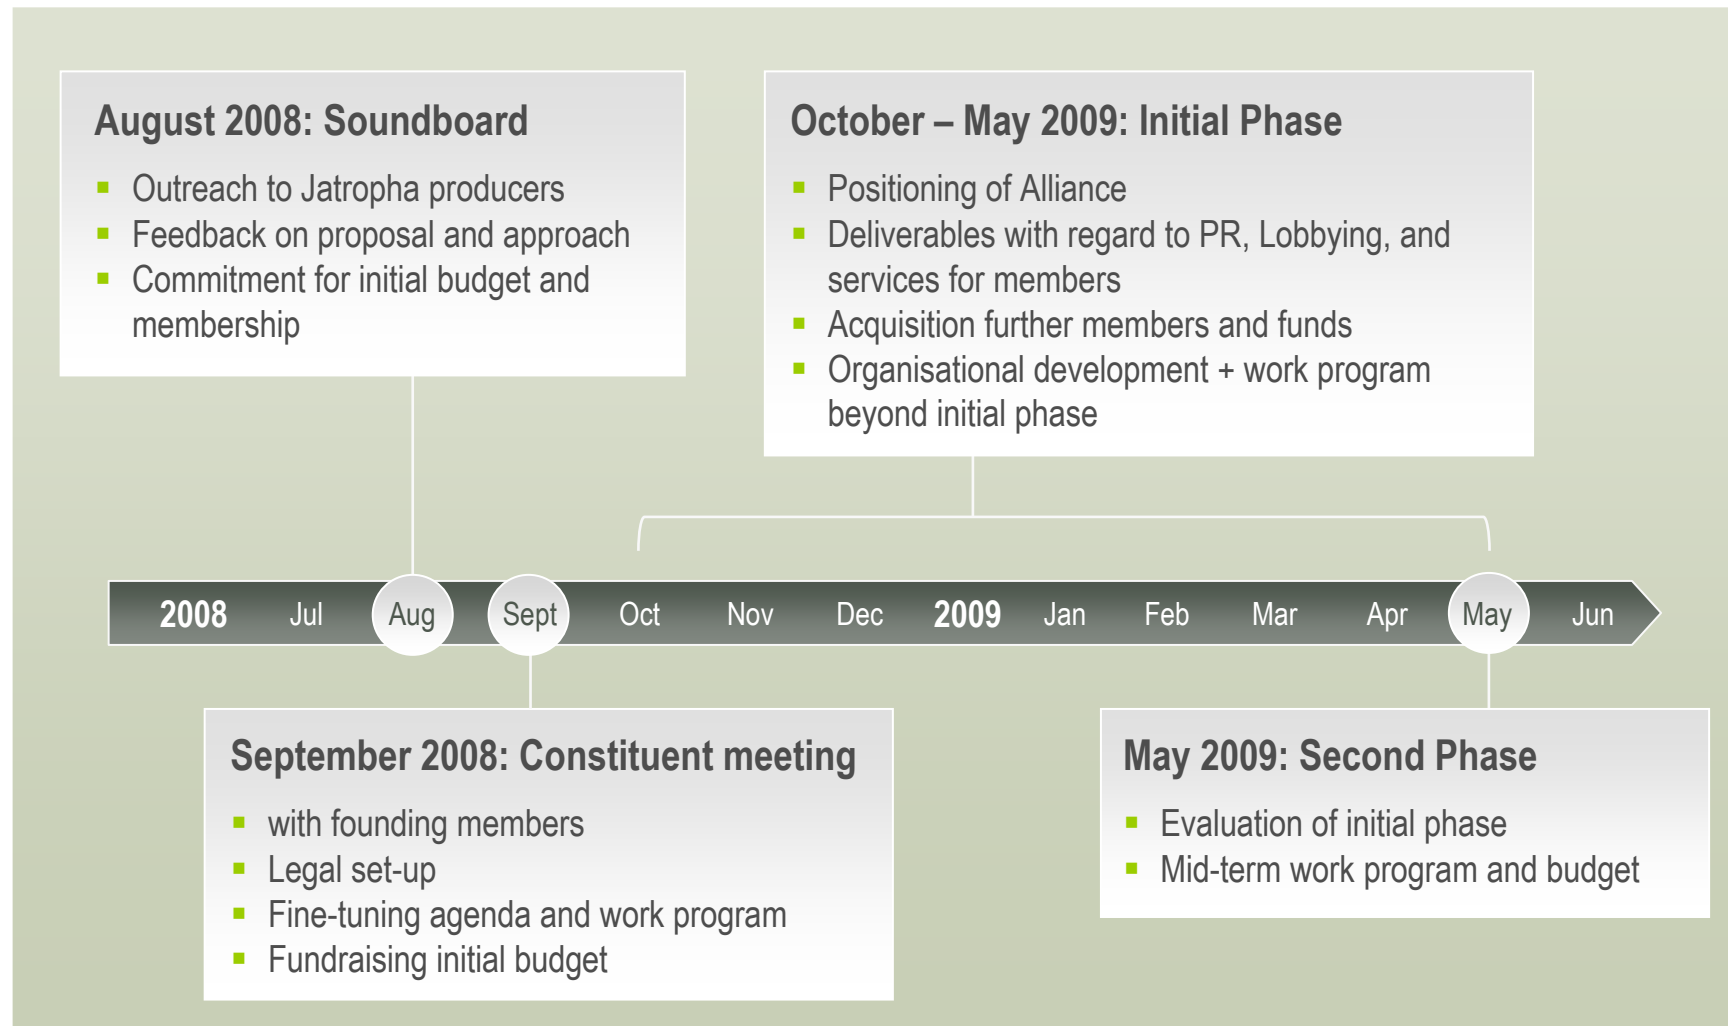 August 2008: Soundboard
▪ Outreach to Jatropha producers
▪ Feedback on proposal and approach
▪ Commitment for initial budget and
membership
October – May 2009: Initial Phase
▪ Positioning of Alliance
▪ Deliverables with regard to PR, Lobbying, and
services for members
▪ Acquisition further members and funds
▪ Organisational development + work program
beyond initial phase
2008 Jul Aug Sept Oct Nov Dec 2009 Jan Feb Mar Apr May Jun
September 2008: Constituent meeting
▪ with founding members
▪ Legal set-up
▪ Fine-tuning agenda and work program
▪ Fundraising initial budget
May 2009: Second Phase
▪ Evaluation of initial phase
▪ Mid-term work program and budget